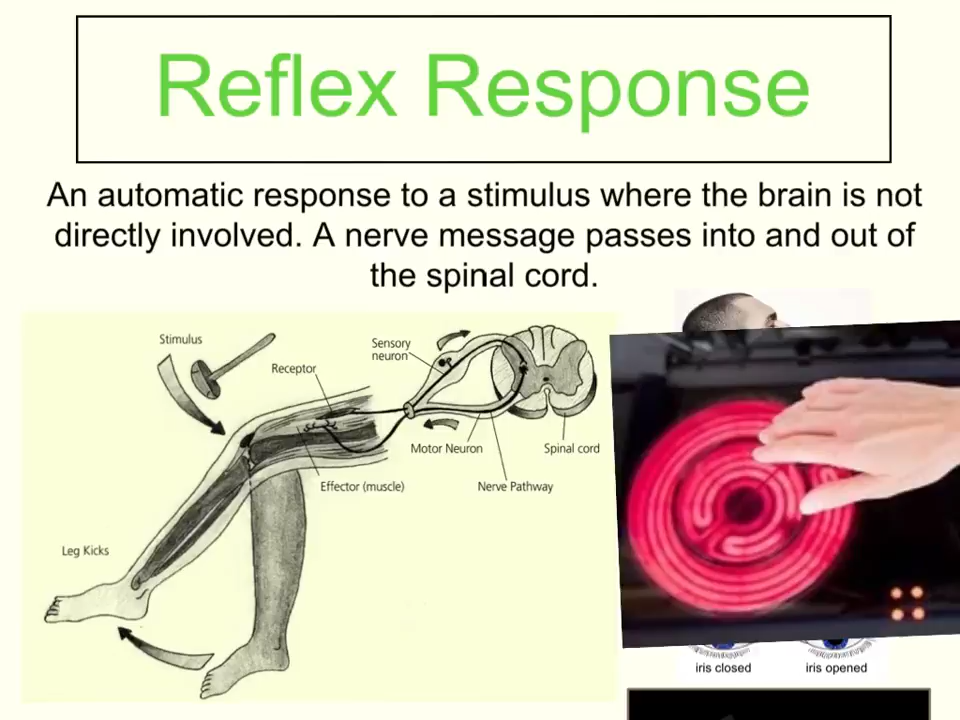 Reflex Response
An automatic response to a stimulus where the brain is not
directly involved. A nerve message passes into and out of
the spinal cord.
Stimulus
Receptor
Sensory
neuron
Motor Neuron
Spinal cord
Effector (muscle)
Nerve Pathway
Leg Kicks
iris closed
iris opened